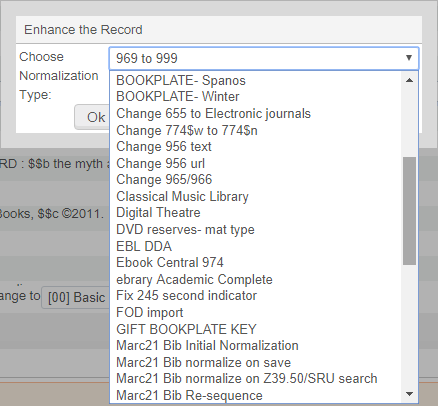 Enhance the Record
Choose
Normalization
Type:
969 to 999
BOOKPLATE- Spanos
BOOKPLATE- Winter
Change 655 to Electronic journals
Change 774$w to 774$n
Change 956 text
Change 956 url
Change 965/966
Classical Music Library
Digital Theatre
DVD reserves- mat type
EBL DDA
Ebook Central 974
ebrary Academic Complete
Fix 245 second indicator
FOD import
GIFT BOOKPLATE KEY
Marc21 Bib Initial Normalization
Marc21 Bib normalize on save
Marc21 Bib normalize on Z39.50/SRU search
Marc21 Bib Re-sequence
Ok
RD : $$b the myth a
Books, $$c ©2011.
ange to [00] Basic